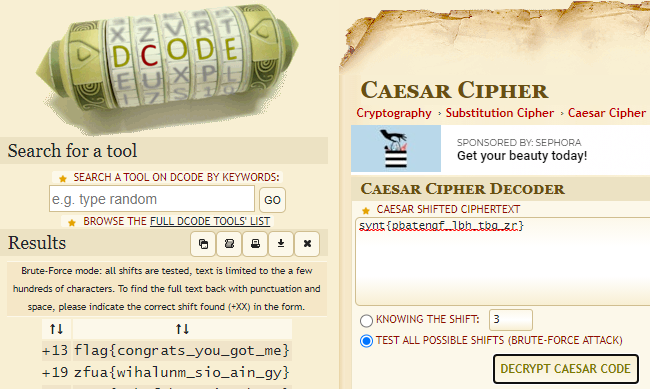 DCODE
Search for a tool
SEARCH A TOOL ON DCODE BY KEYWORDS:
e.g. type random
GO
BROWSE THE FULL DCODE TOOLS' LIST
Results
Brute-Force mode: all shifts are tested, text is limited to the a few
hundreds of characters. To find the full text back with punctuation and
space, please indicate the correct shift found (+XX) in the form.
↑↓ ↑↓
+13 flag{congrats_you_got_me}
+19 zfua{wihalunm_sio_ain_gy}
CAESAR CIPHER
Cryptography › Substitution Cipher › Caesar Cipher
SPONSORED BY: SEPHORA
Get your beauty today!
CAESAR CIPHER DECODER
CAESAR SHIFTED CIPHERTEXT
synt{pbatengf_lbh_tbg_zr}
KNOWING THE SHIFT: 3
TEST ALL POSSIBLE SHIFTS (BRUTE-FORCE ATTACK)
DECRYPT CAESAR CODE